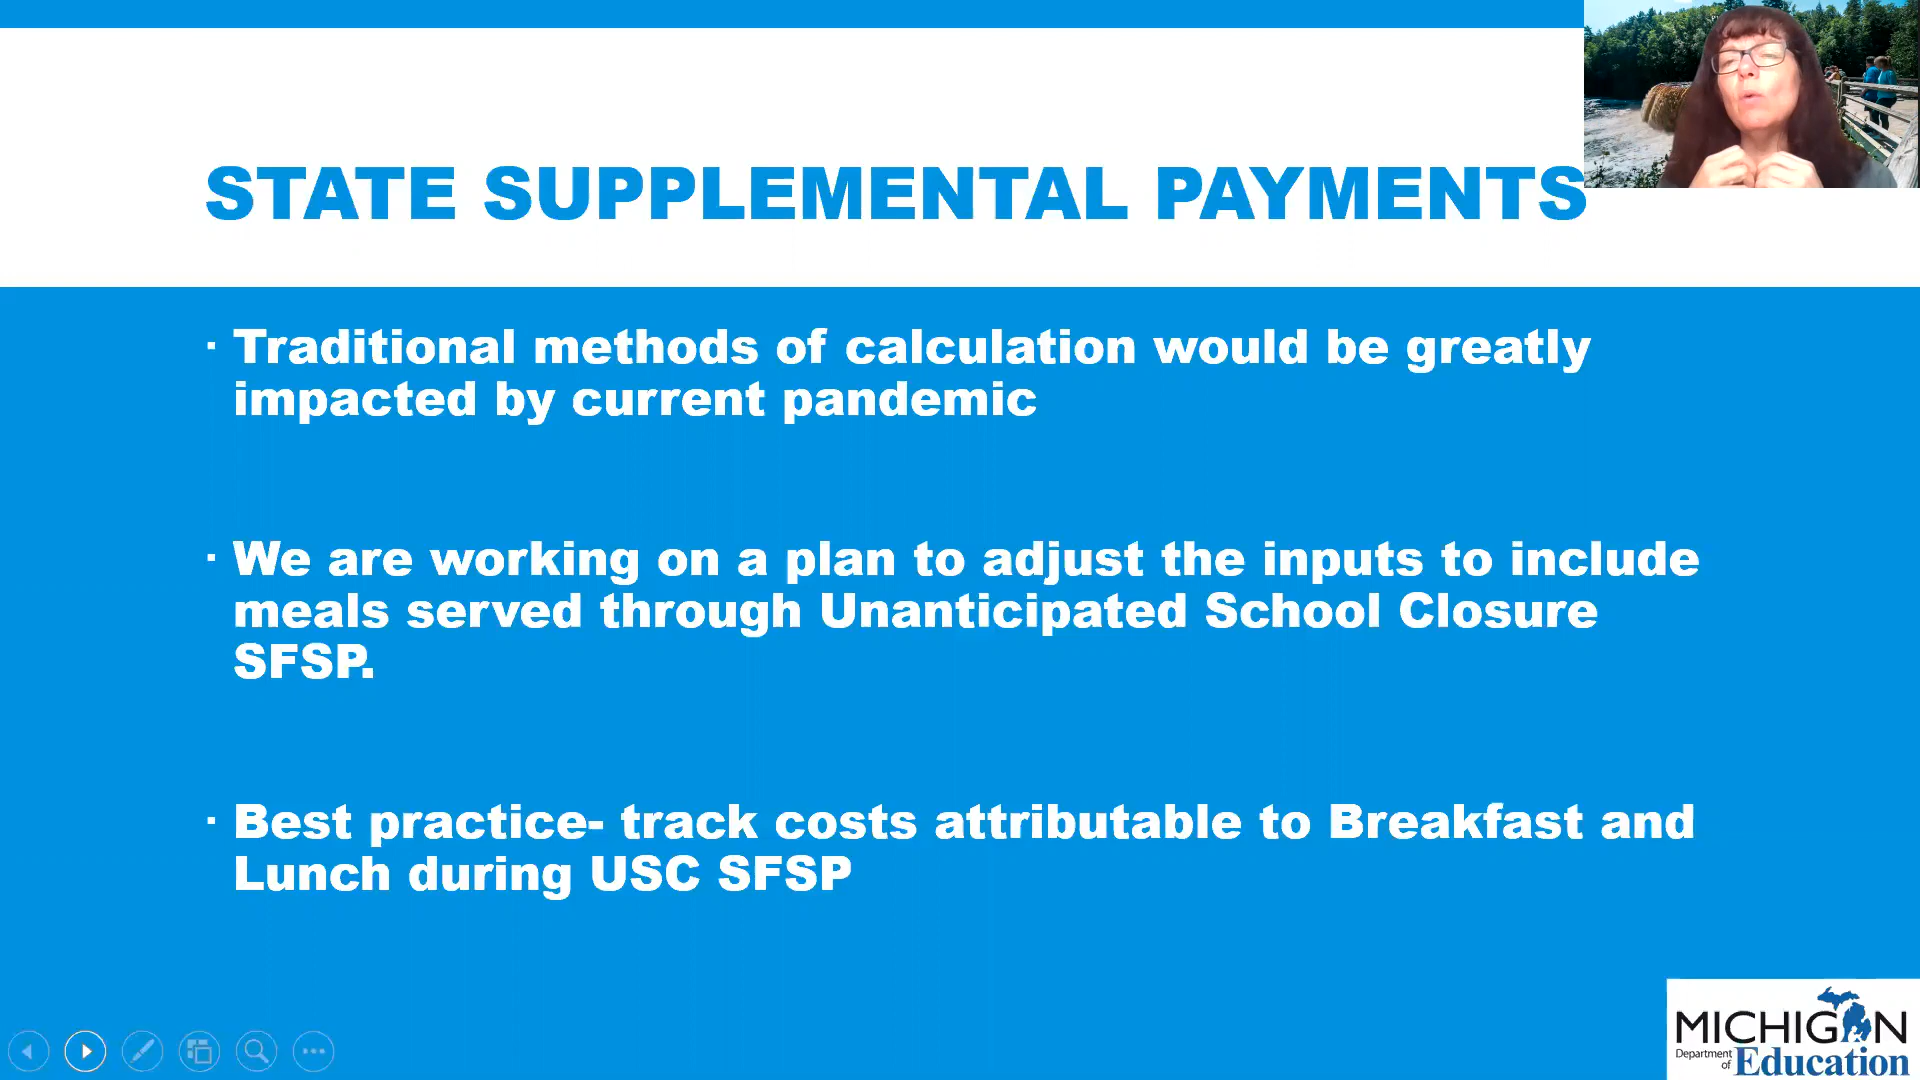 STATE SUPPLEMENTAL PAYMENTS
· Traditional methods of calculation would be greatly
impacted by current pandemic
· We are working on a plan to adjust the inputs to include
meals served through Unanticipated School Closure
SFSP.
· Best practice- track costs attributable to Breakfast and
Lunch during USC SFSP
MICHIGAN
Department
of Education